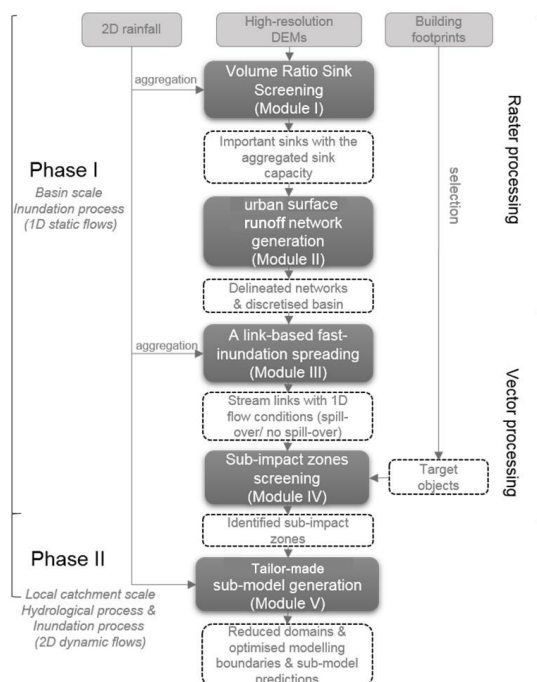 2D rainfall
High-resolution
DEMs
Building
footprints
aggregation
Volume Ratio Sink
Screening
(Module I)
Important sinks with the
aggregated sink
capacity
Phase I
Basin scale
Inundation process
(1D static flows)
urban surface
runoff network
generation
(Module II)
selection
Raster processing
Delineated networks
& discretised basin
aggregation
A link-based fast-
inundation spreading
(Module III)
Stream links with 1D
flow conditions (spill-
over/ no spill-over)
Vector processing
Sub-impact zones
screening
(Module IV)
Target
objects
Identified sub-impact
zones
Phase II
Local catchment scale
Hydrological process &
Inundation process
(2D dynamic flows)
Tailor-made
sub-model generation
(Module V)
Reduced domains &
optimised modelling
boundaries & sub-model
predictions